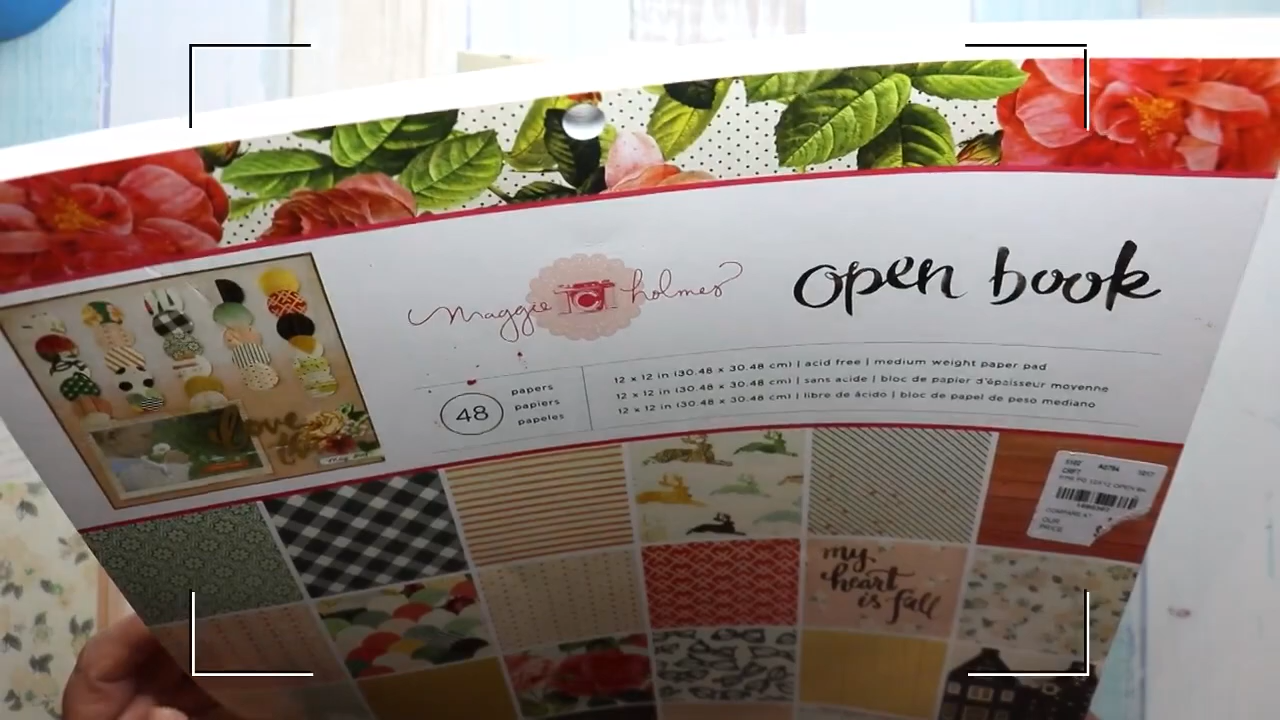 maggie holmes
open book
48
papers
papiers
papeles
12 x 12 in (30.48 x 30.48 cm) | acid free | medium weight paper pad
12 x 12 in (30.48 x 30.48 cm) | sans acide | bloc de papier d'épaisseur moyenne
12 x 12 in (30.48 x 30.48 cm) | libre de ácido | bloc de papel de peso mediano
my
heart
is fall
COMPARE AT
OUR
PRICE